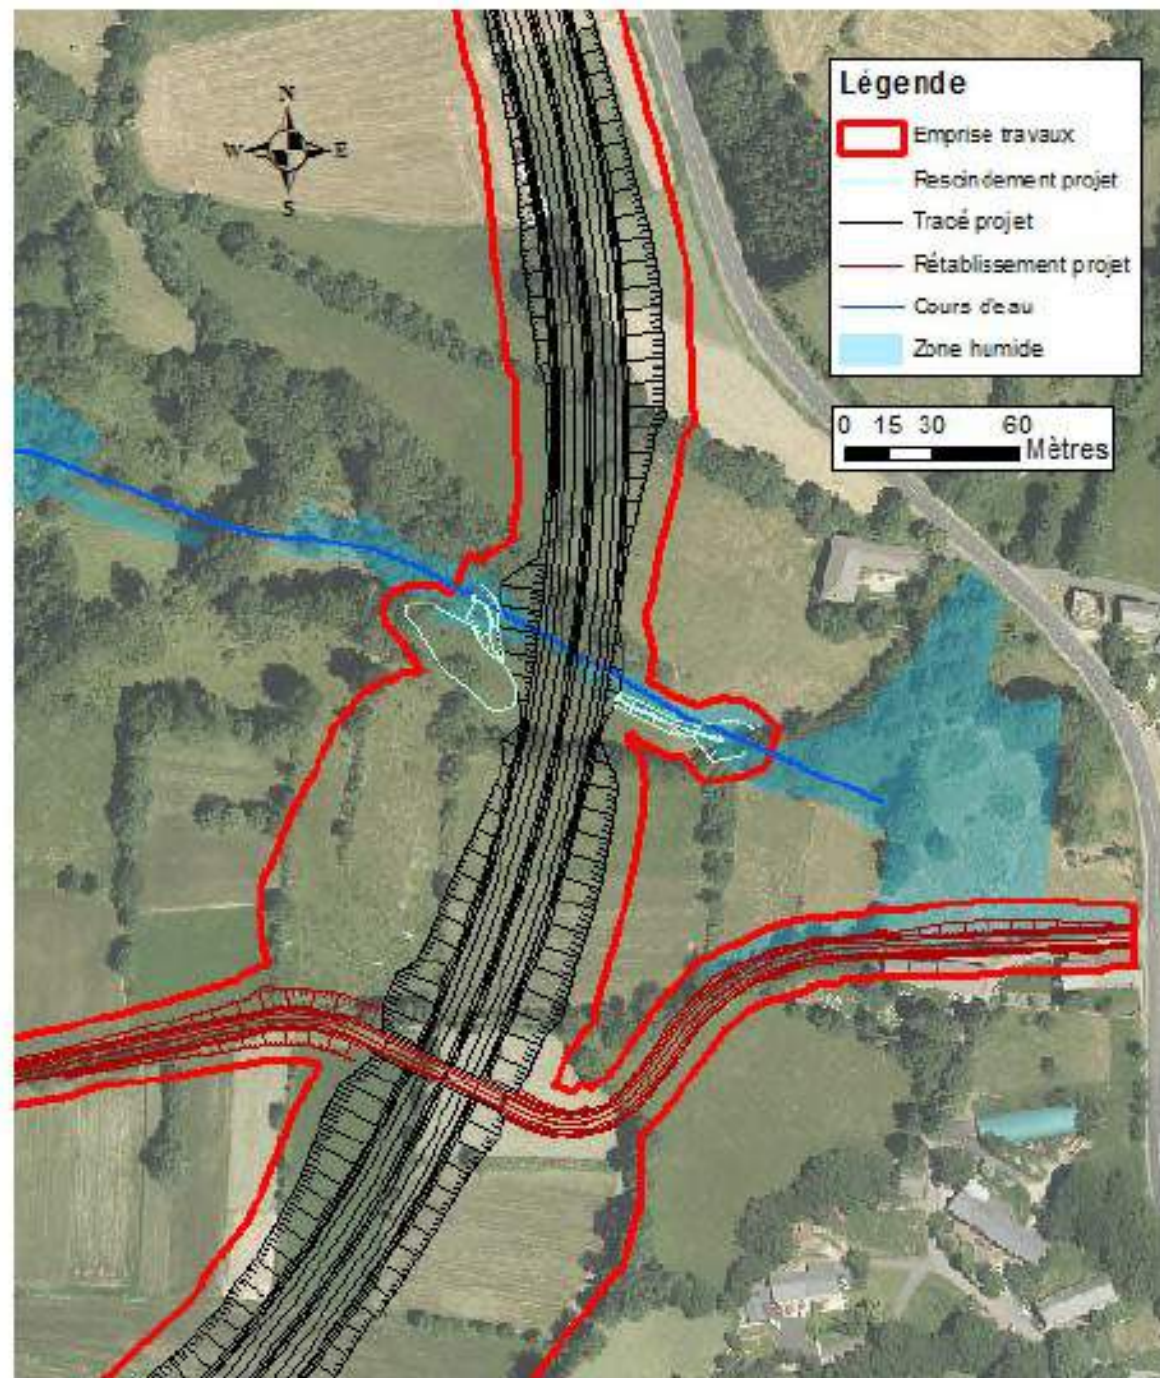 N
W E
S
Légende
Emprise travaux
Rescindement projet
Tracé projet
Rétablissement projet
Cours d'eau
Zone humide
0 15 30 60
Mètres